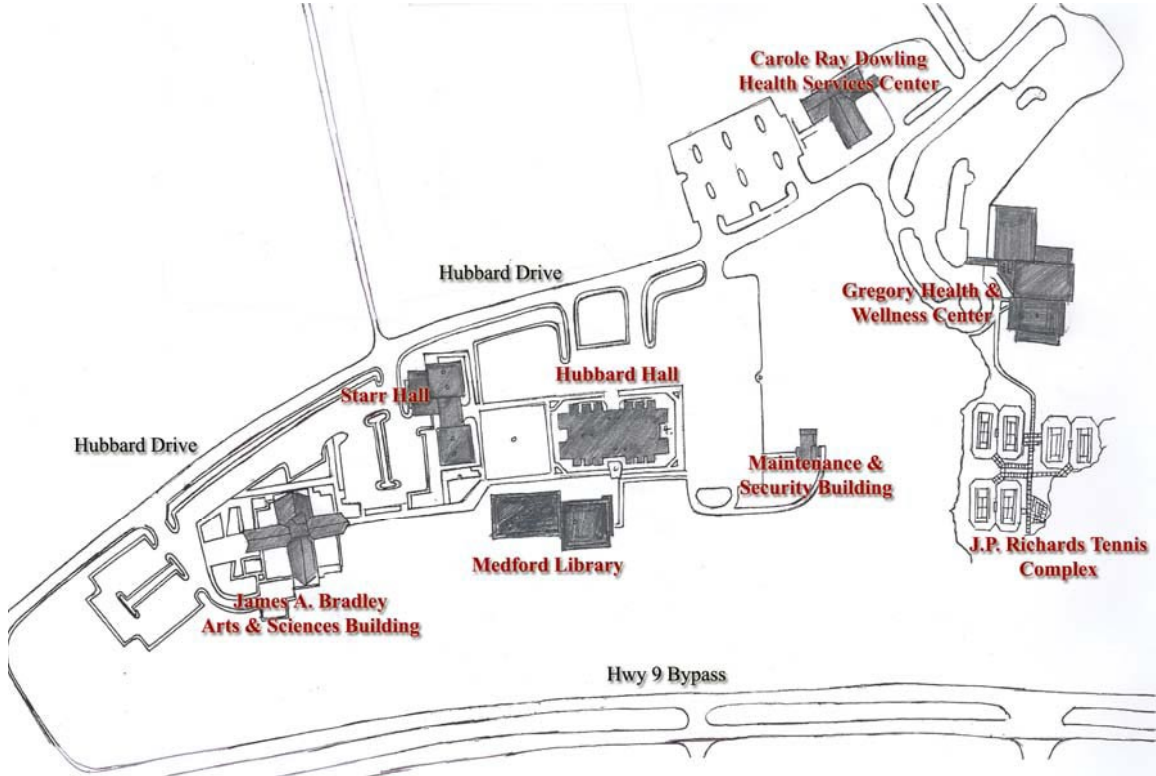 Carole Ray Dowling
Health Services Center
Hubbard Drive
Gregory Health &
Wellness Center
Hubbard Hall
Starr Hall
Hubbard Drive
Maintenance &
Security Building
J.P. Richards Tennis
Complex
Medford Library
James A. Bradley
Arts & Sciences Building
Hwy 9 Bypass